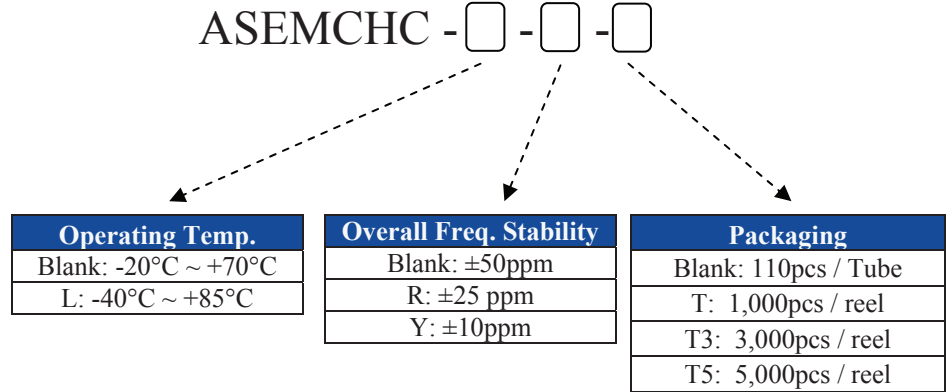 ASEMCHC - - -
Operating Temp.
Blank: -20°C ~ +70°C
L: -40°C ~ +85°C
Overall Freq. Stability
Blank: ±50ppm
R: ±25 ppm
Y: ±10ppm
Packaging
Blank: 110pcs / Tube
T: 1,000pcs / reel
T3: 3,000pcs / reel
T5: 5,000pcs / reel